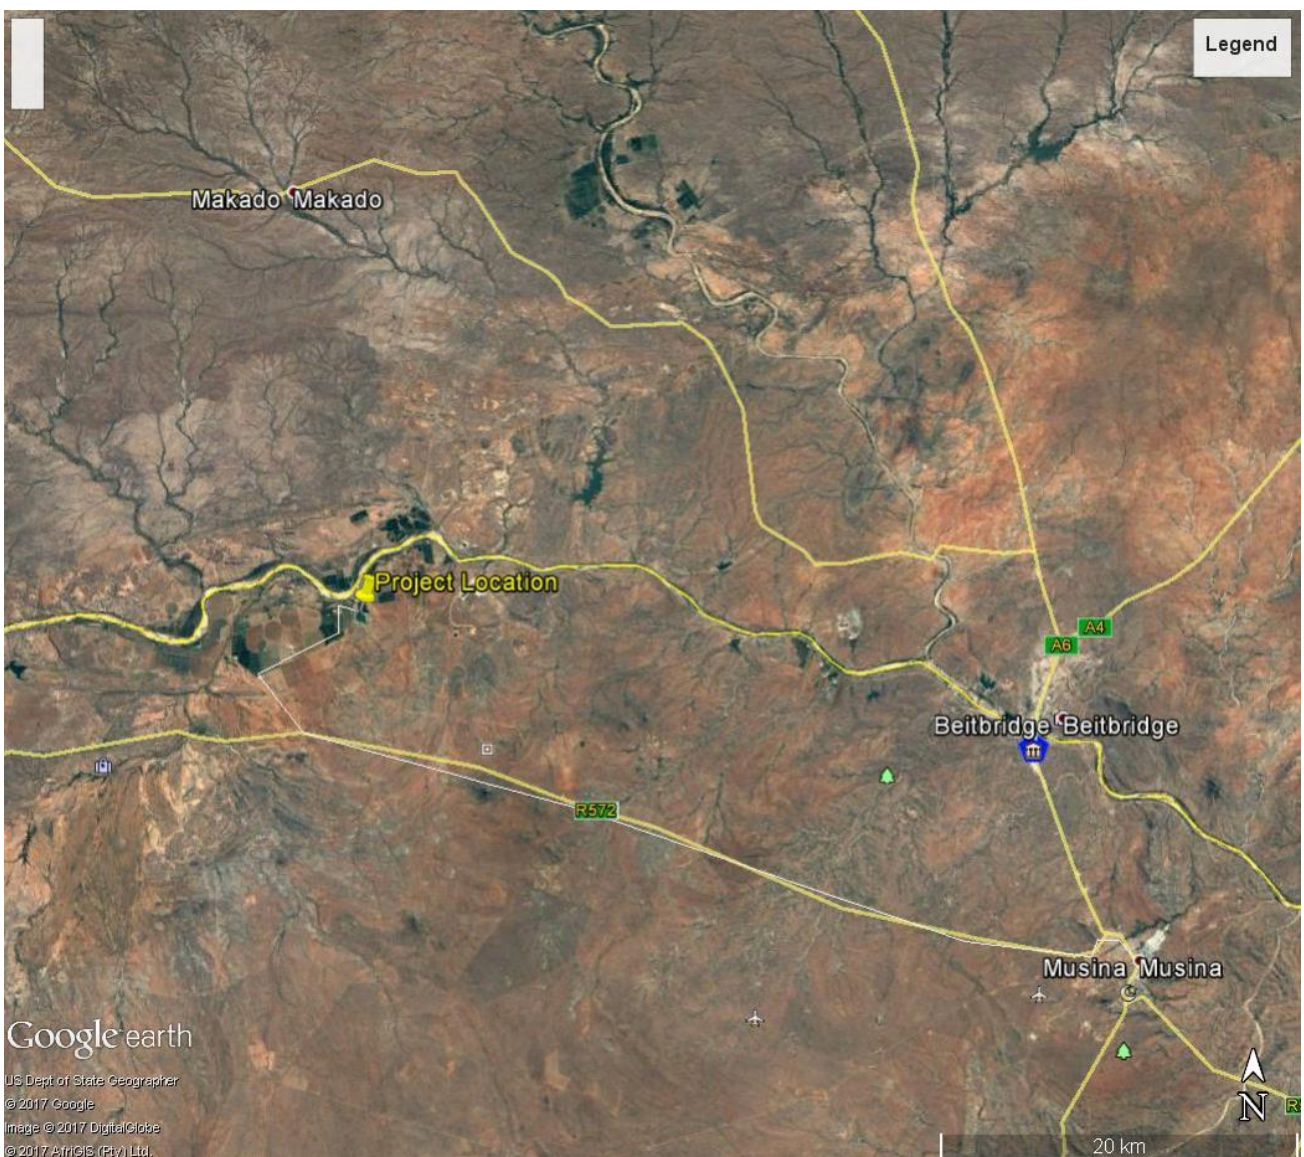 Legend
Makado Makado
Project Location
A4
A6
Beitbridge Beitbridge
R572
Musina Musina
Google earth
US Dept of State Geographer
© 2017 Google
Image © 2017 DigitalGlobe
© 2017 AfriGIS (Pty) Ltd.
N
20 km